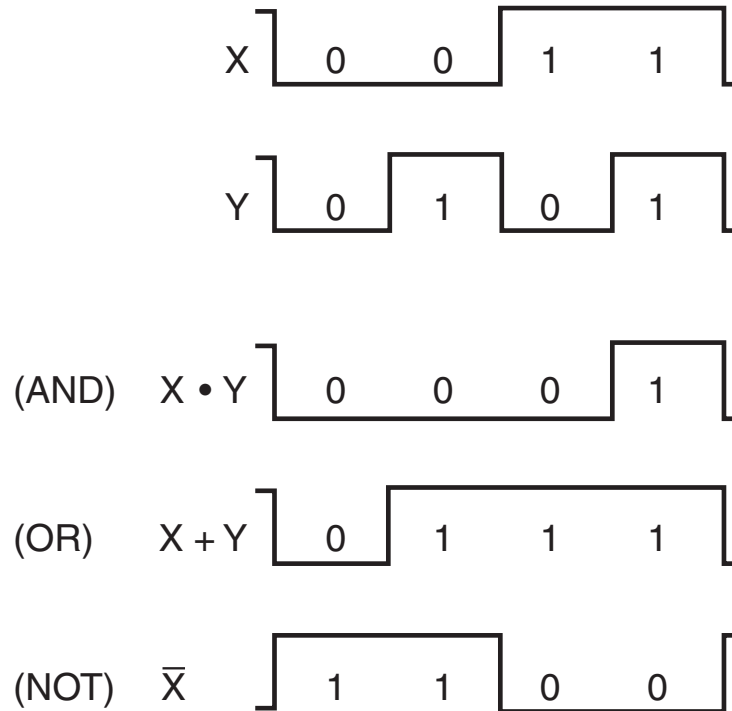 X 0 0 1 1
Y 0 1 0 1
(AND) X • Y 0 0 0 1
(OR) X + Y 0 1 1 1
(NOT) X̅ 1 1 0 0